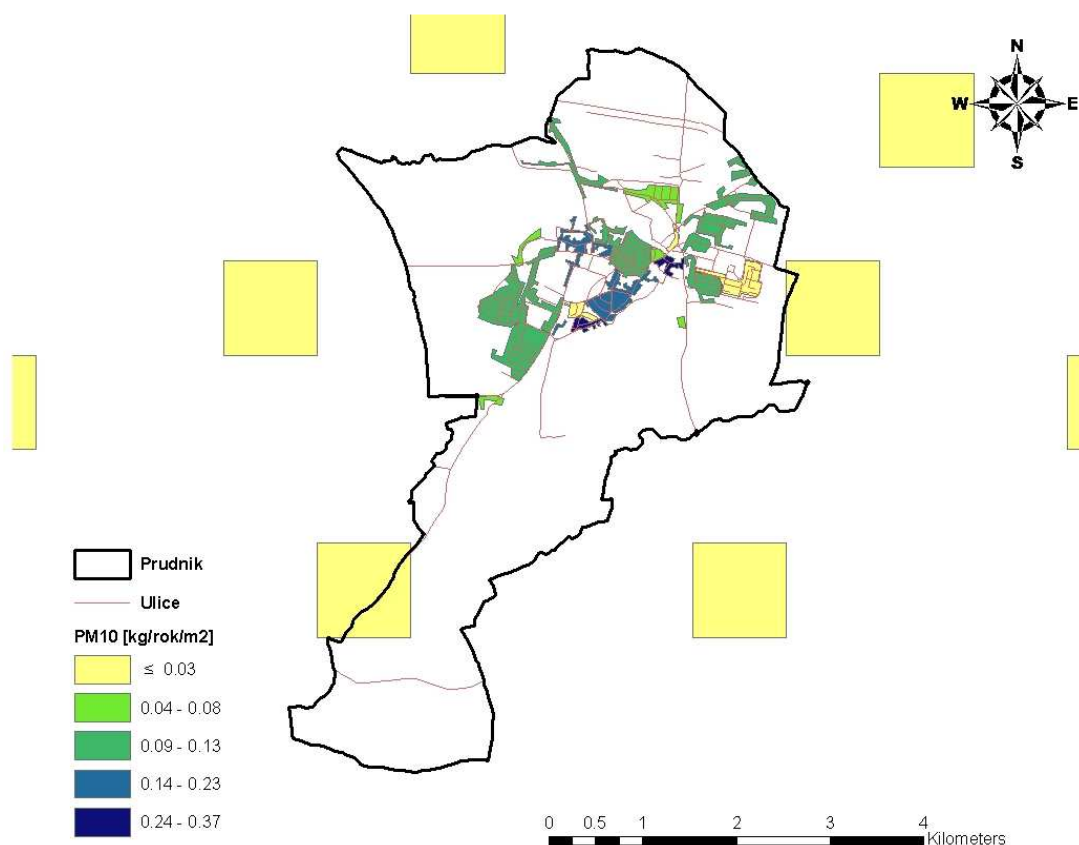 N
W E
S
Prudnik
Ulice
PM10 [kg/rok/m2]
≤ 0.03
0.04 - 0.08
0.09 - 0.13
0.14 - 0.23
0.24 - 0.37
0 0.5 1 2 3 4
Kilometers